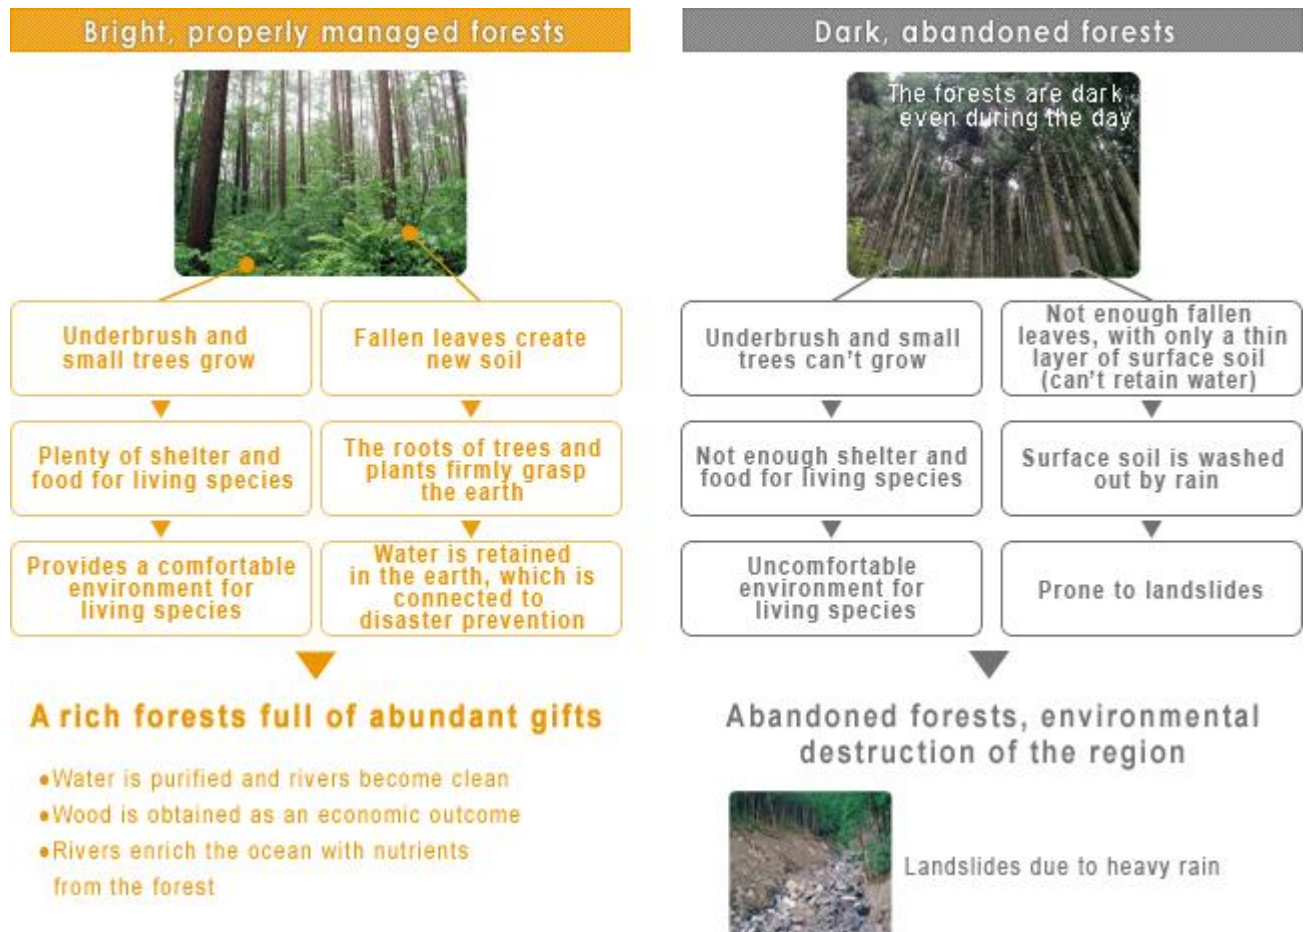 Bright, properly managed forests
Underbrush and
small trees grow
Fallen leaves create
new soil
Plenty of shelter and
food for living species
The roots of trees and
plants firmly grasp
the earth
Provides a comfortable
environment for
living species
Water is retained
in the earth, which is
connected to
disaster prevention
A rich forests full of abundant gifts
●Water is purified and rivers become clean
●Wood is obtained as an economic outcome
●Rivers enrich the ocean with nutrients
from the forest
Dark, abandoned forests
The forests are dark
even during the day
Underbrush and small
trees can't grow
Not enough fallen
leaves, with only a thin
layer of surface soil
(can't retain water)
Not enough shelter and
food for living species
Surface soil is washed
out by rain
Uncomfortable
environment for
living species
Prone to landslides
Abandoned forests, environmental
destruction of the region
Landslides due to heavy rain